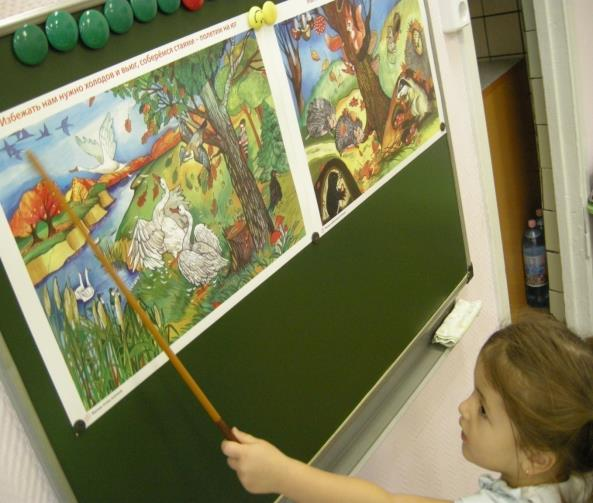 Избежать нам нужно холодов и вьюг, соберёмся стаями – полетим на юг